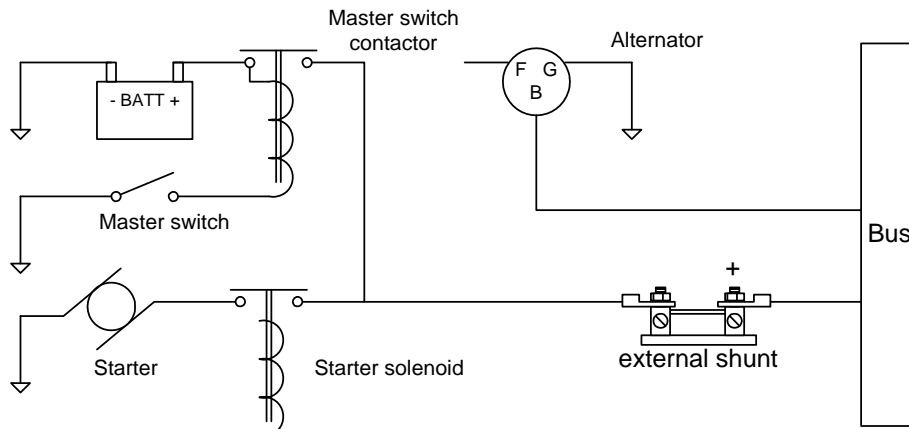 Master switch
contactor
Alternator
F G
B
- BATT +
Master switch
Bus
+
Starter
Starter solenoid
external shunt